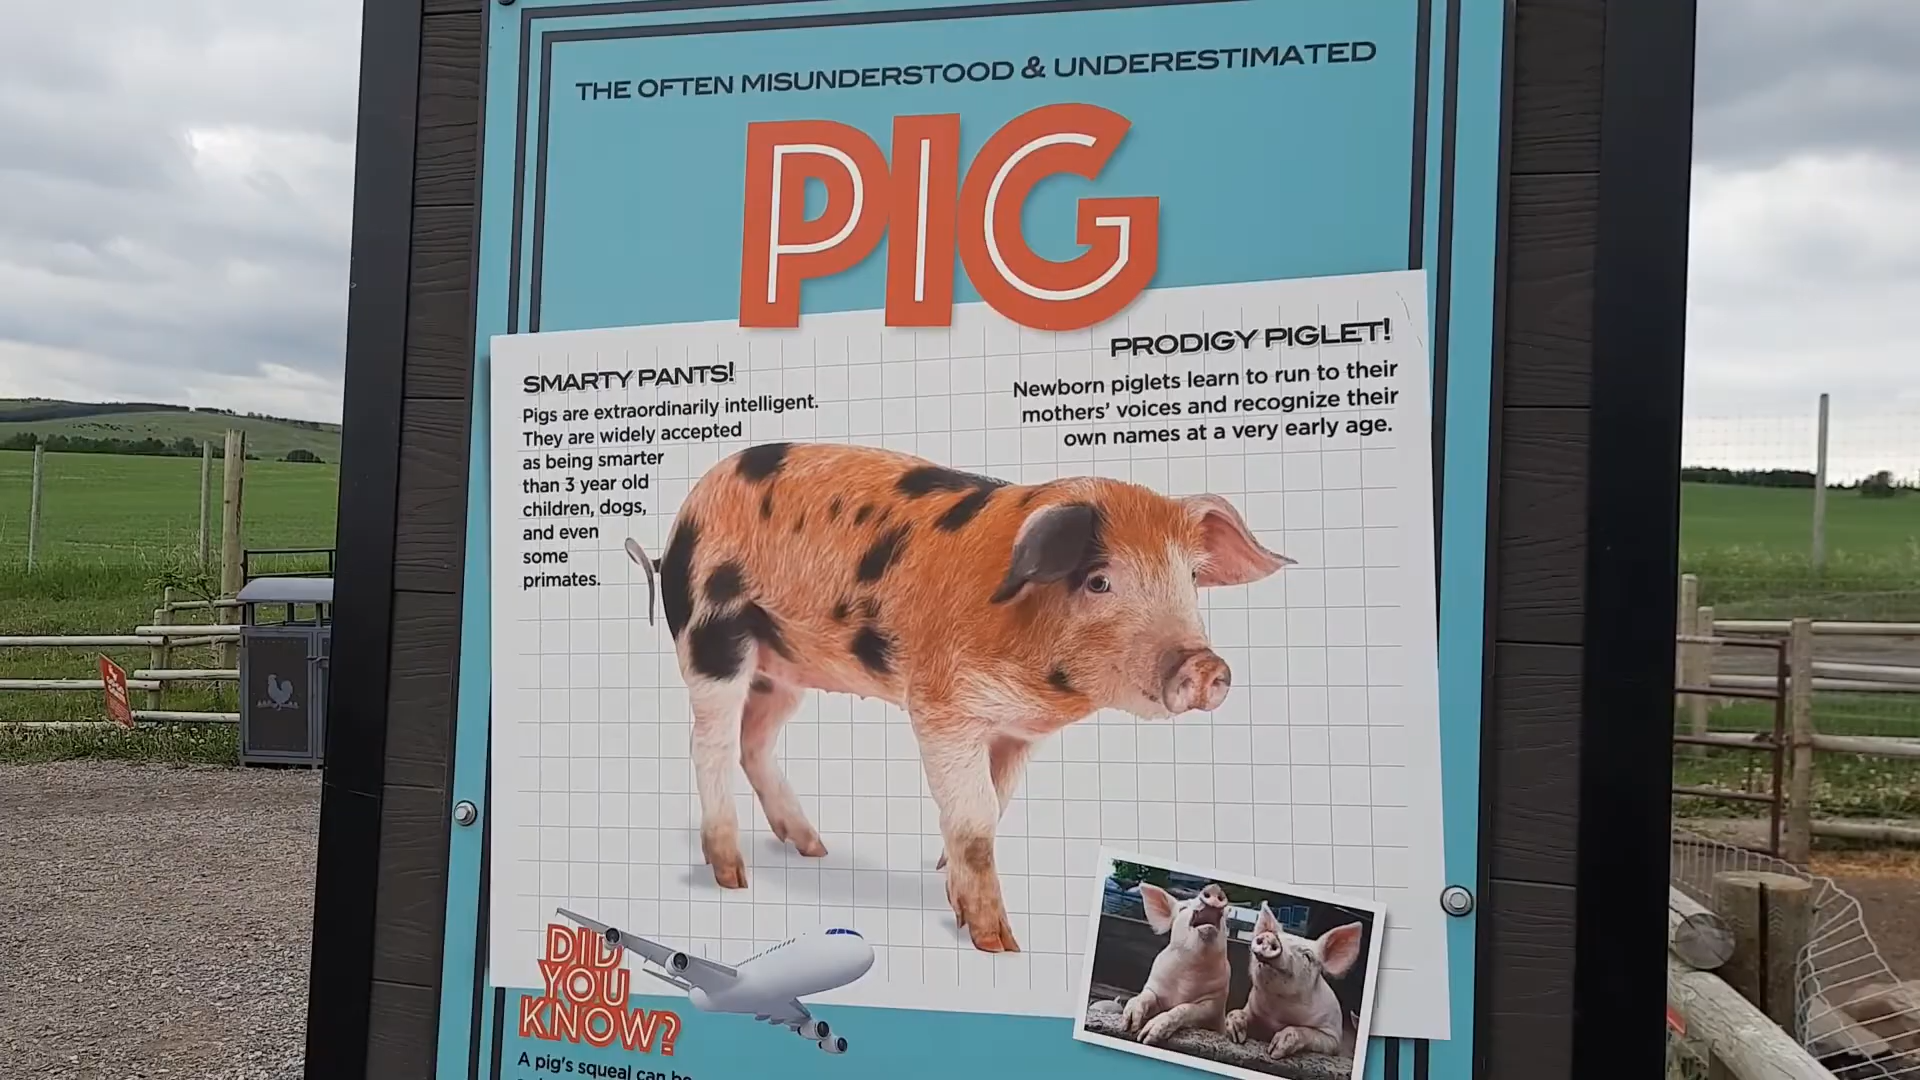 THE OFTEN MISUNDERSTOOD & UNDERESTIMATED
PIG
SMARTY PANTS!
Pigs are extraordinarily intelligent.
They are widely accepted
as being smarter
than 3 year old
children, dogs,
and even
some
primates.
PRODIGY PIGLET!
Newborn piglets learn to run to their
mothers' voices and recognize their
own names at a very early age.
DID
YOU
KNOW?
A pig's squeal can be